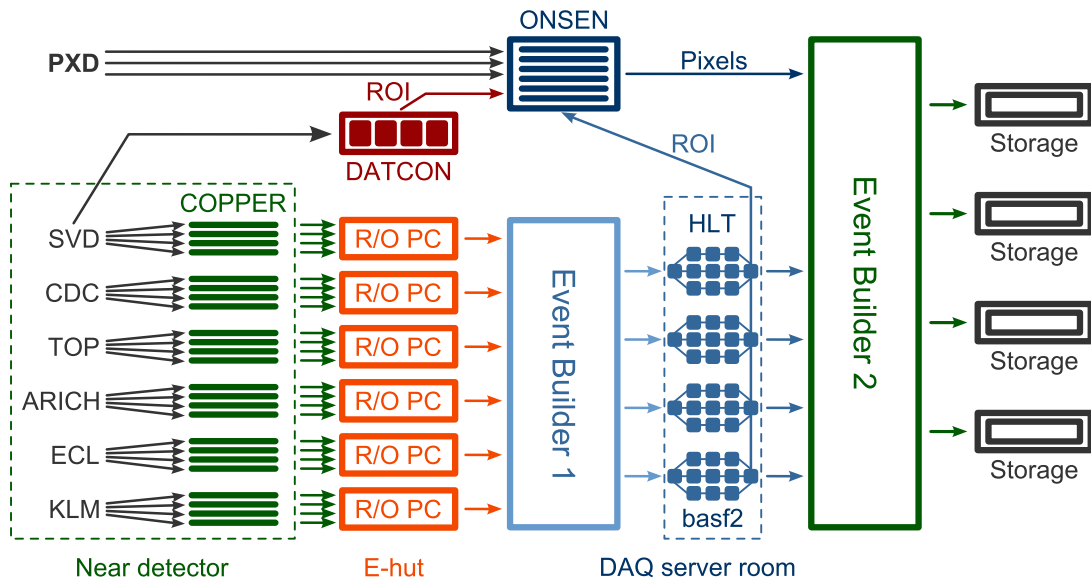 ONSEN
PXD
Pixels
ROI
DATCON
ROI
Storage
COPPER
SVD
R/O PC
HLT
Storage
CDC
R/O PC
TOP
R/O PC
Storage
ARICH
R/O PC
ECL
R/O PC
Storage
KLM
R/O PC
basf2
Event Builder 1
Event Builder 2
Near detector
E-hut
DAQ server room